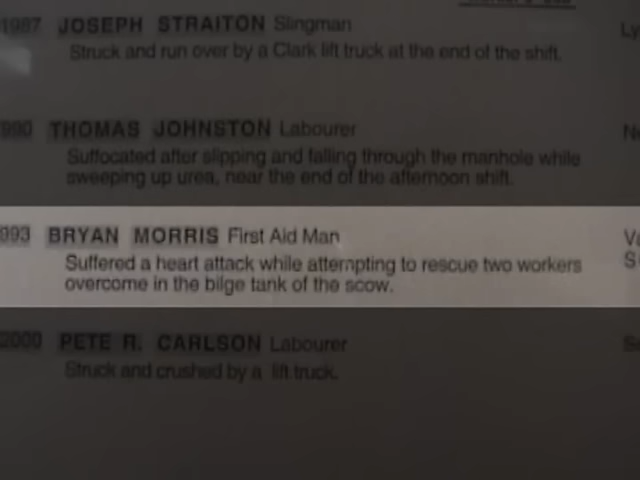 1987 JOSEPH STRAITON Slingman
Struck and run over by a Clark lift truck at the end of the shift.
990 THOMAS JOHNSTON Labourer
Suffocated after slipping and falling through the manhole while
sweeping up urea, near the end of the afternoon shift.
993 BRYAN MORRIS First Aid Man
Suffered a heart attack while attempting to rescue two workers
overcome in the bilge tank of the scow.
2000 PETE R. CARLSON Labourer
Struck and crushed by a lift truck.